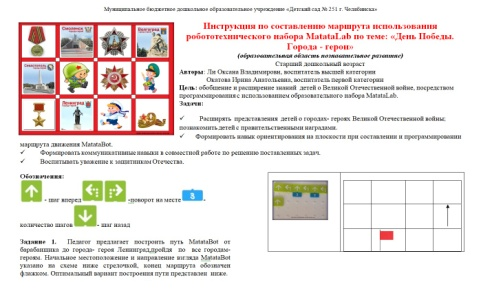 Муниципальное бюджетное дошкольное образовательное учреждение «Детский сад № 251 г. Челябинска»
Инструкция по составлению маршрута использования
робототехнического набора MatataLab по теме: «День Победы.
Города - герои»
(образовательная область познавательное развитие)
Старший дошкольный возраст
Авторы: Ли Оксана Владимировна, воспитатель высшей категории
Окатова Ирина Анатольевна, воспитатель первой категории
Цель: обобщение и расширение знаний детей о Великой Отечественной войне, посредством
программирования с использованием образовательного набора MatataLab.
Задачи:
Расширять представления детей о городах- героях Великой Отечественной войны;
познакомить детей с правительственными наградами.
Формировать навык ориентирования на плоскости при составлении и программировании
маршрута движения MatataBot.
Формировать коммуникативные навыки в совместной работе по решению поставленных задач.
Воспитывать уважение к защитникам Отечества.
Обозначения:
- шаг вперед -поворот на месте 3 -
количество шагов - шаг назад
Задание 1. Педагог предлагает построить путь MatataBot от
барабанщика до города- героя Ленинград,пройдя по всем городам-
героям. Начальное местоположение и направление взгляда MatataBot
указано на схеме ниже стрелочкой, конец маршрута обозначен
флажком. Оптимальный вариант построения пути представлен ниже.